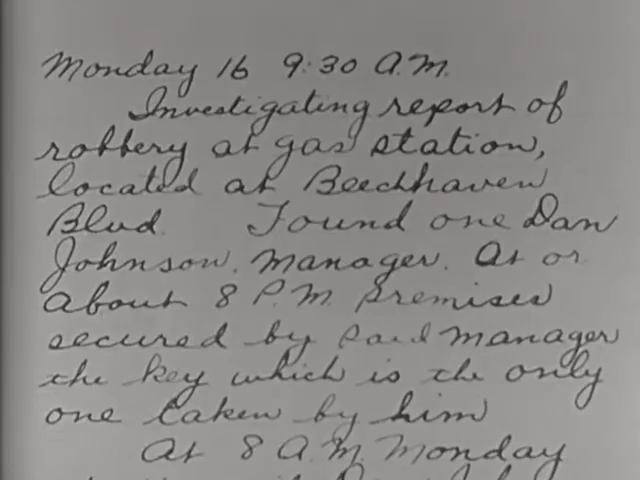 Monday 16 9:30 A.M.
Investigating report of
robbery at gas station,
located at Beechhaven
Blvd. Found one Dan
Johnson, manager. At or
about 8 P.M. premises
secured by said manager
the key which is the only
one taken by him
At 8 A.M. Monday